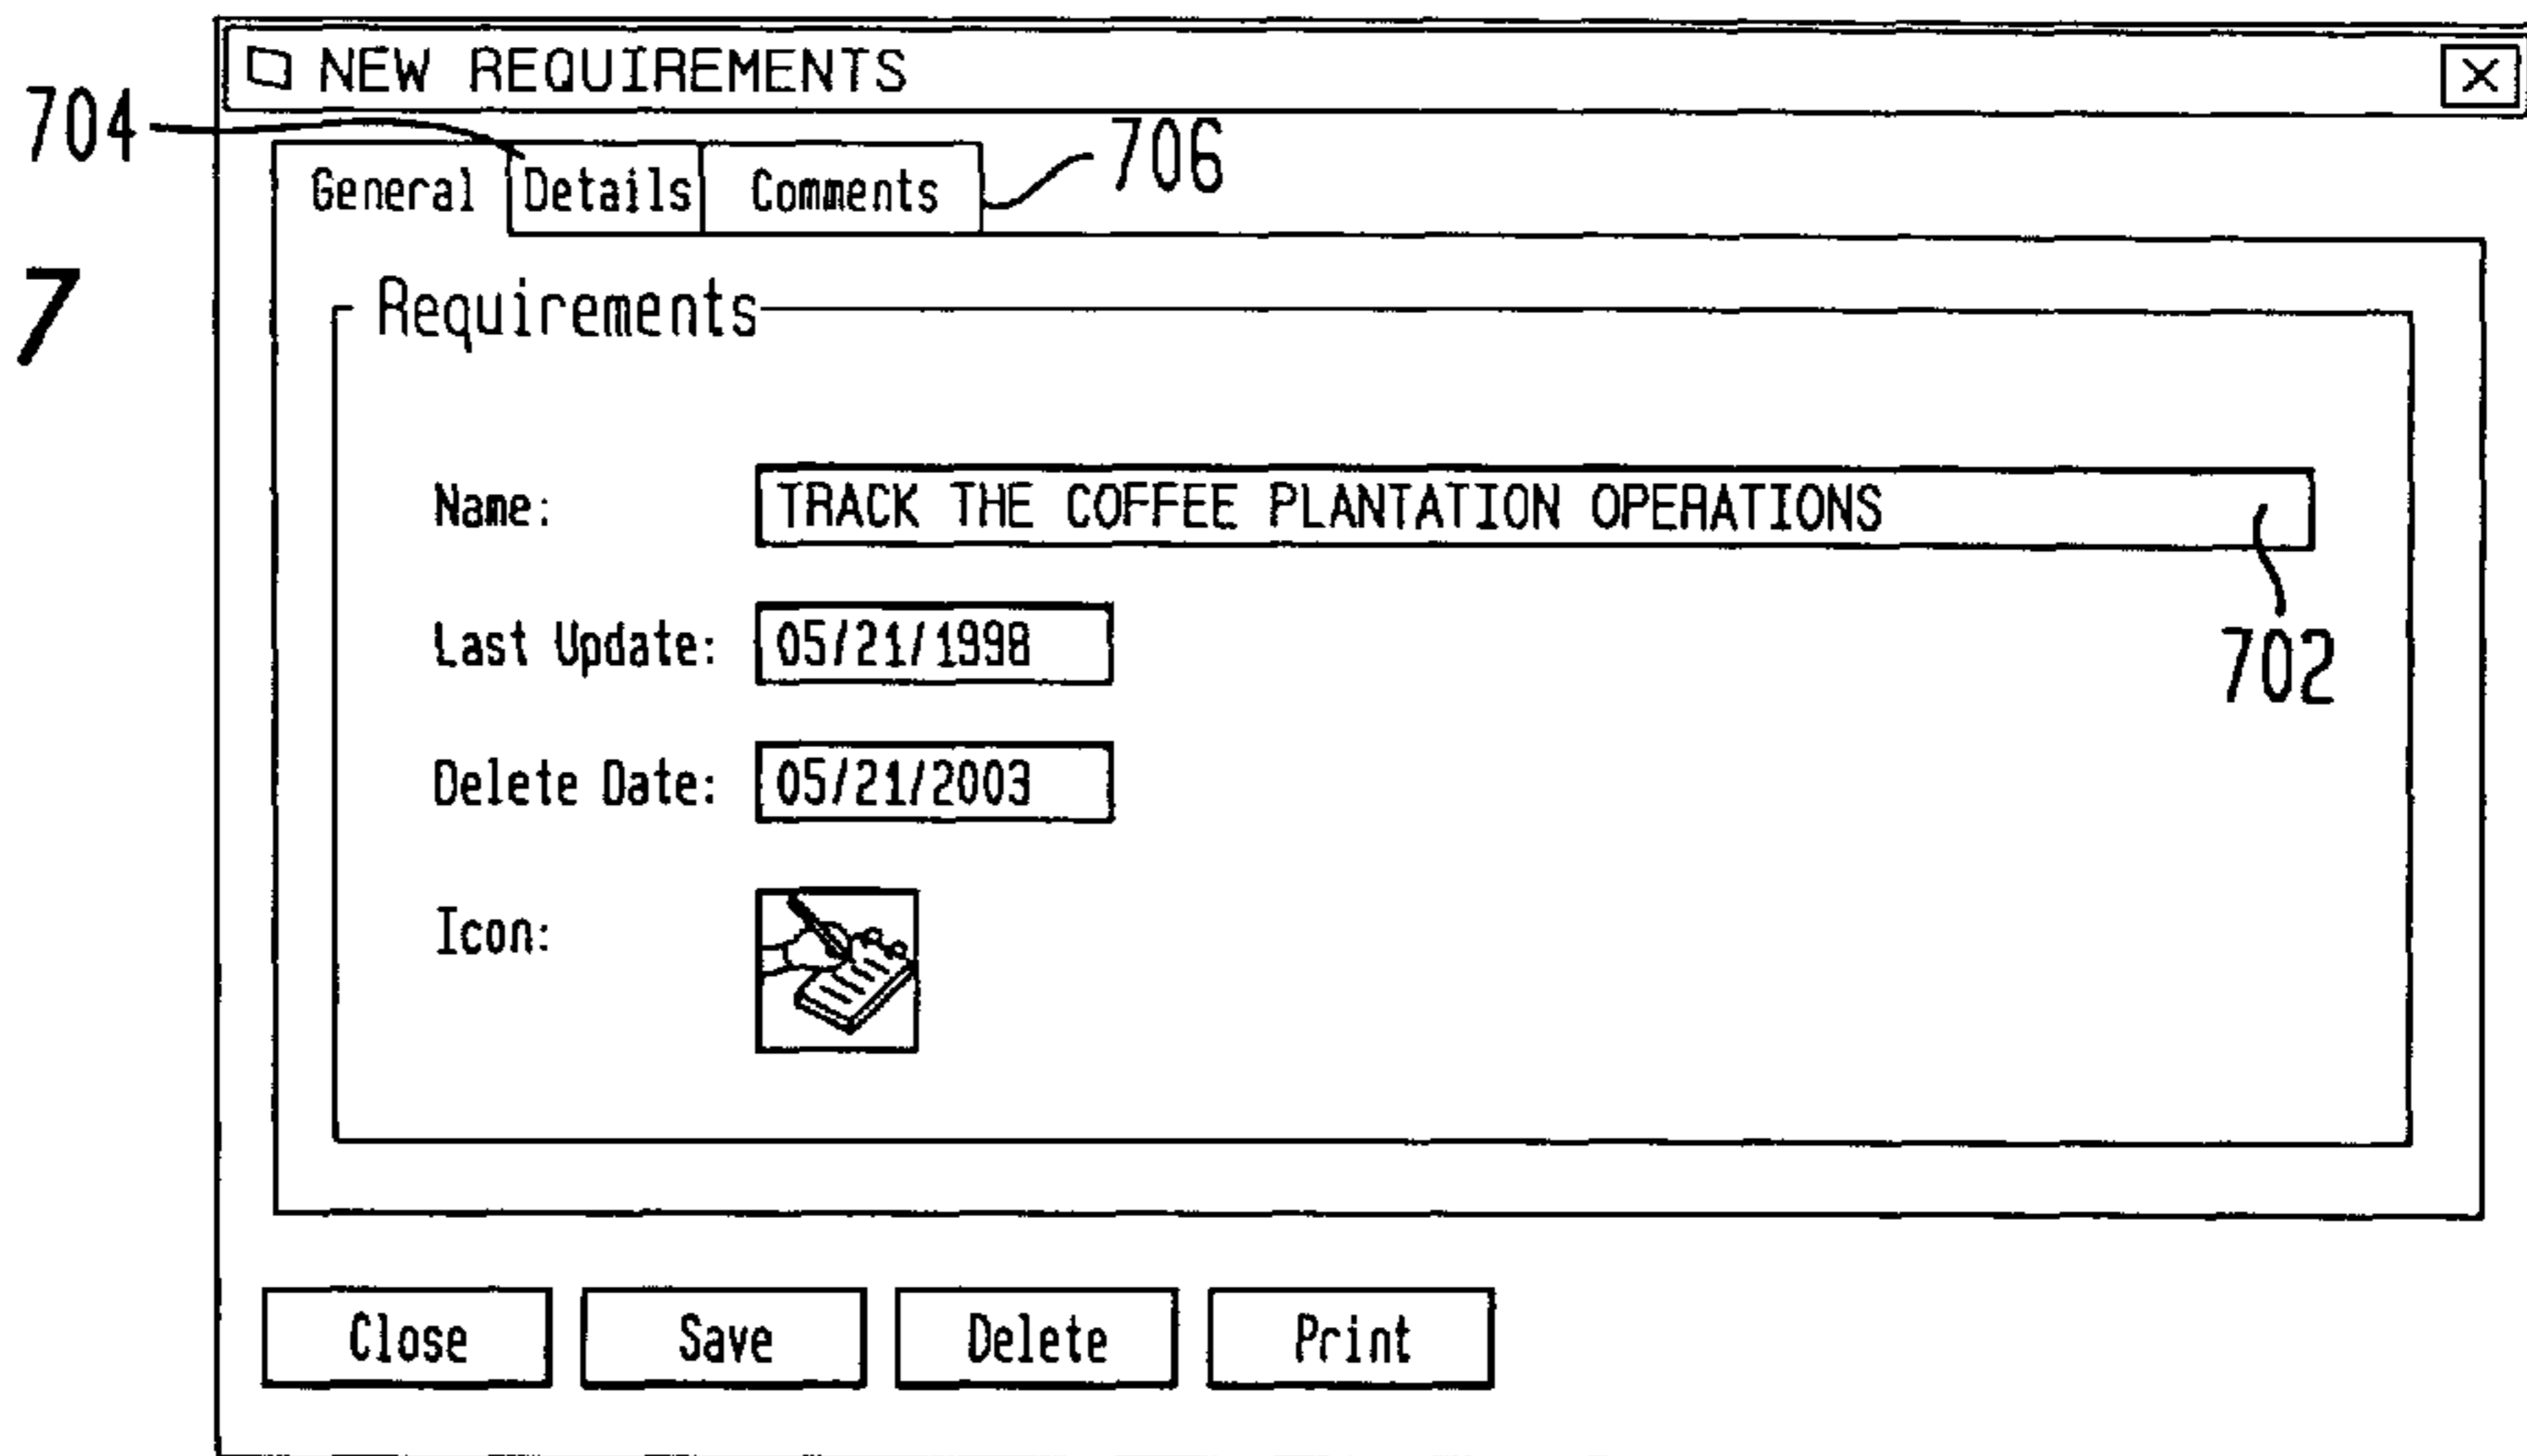 NEW REQUIREMENTS
704
General Details Comments 706
7
Requirements
Name: TRACK THE COFFEE PLANTATION OPERATIONS
Last Update: 05/21/1998
702
Delete Date: 05/21/2003
Icon:
Close Save Delete Print